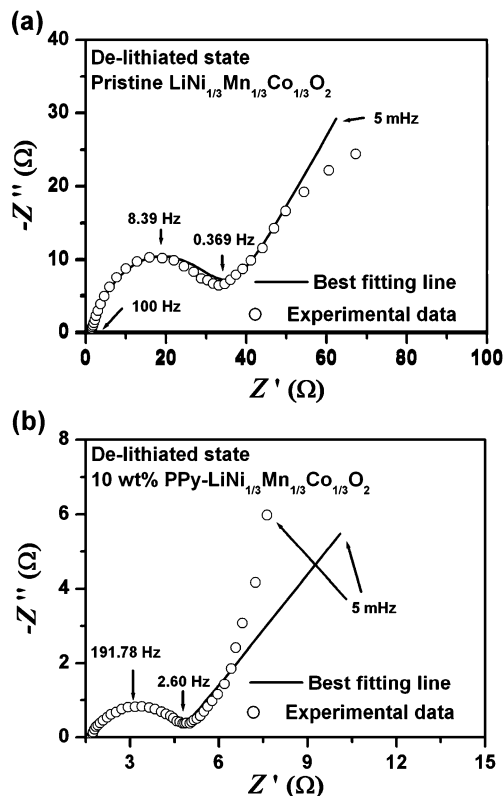 (a)
De-lithiated state
Pristine LiNi1/3Mn1/3Co1/3O2
5 mHz
8.39 Hz
0.369 Hz
100 Hz
Best fitting line
Experimental data
40
30
20
10
0
-Z'' (Ω)
0 20 40 60 80 100
Z' (Ω)
(b)
De-lithiated state
10 wt% PPy-LiNi1/3Mn1/3Co1/3O2
191.78 Hz
2.60 Hz
5 mHz
Best fitting line
Experimental data
8
6
4
2
0
-Z'' (Ω)
3 6 9 12 15
Z' (Ω)